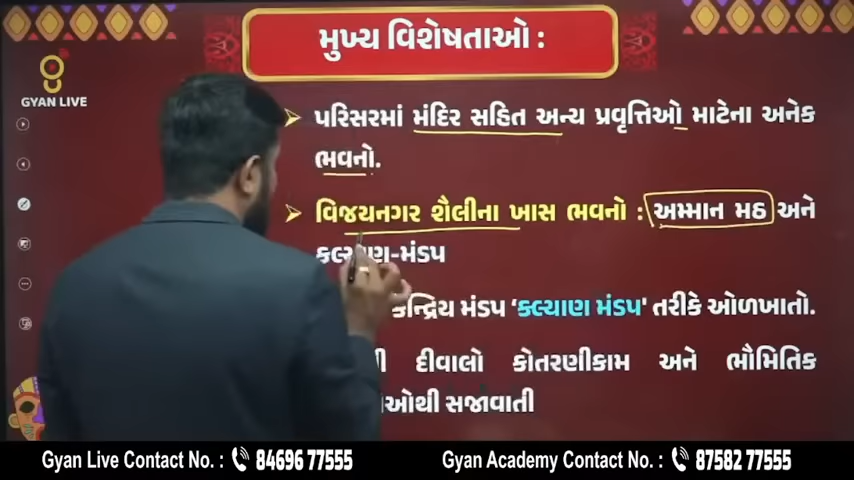 મુખ્ય વિશેષતાઓ :
GYAN LIVE
પરિસરમાં મંદિર સહિત અન્ય પ્રવૃત્તિઓ માટેના અનેક
ભવનો.
વિજયનગર શૈલીના ખાસ ભવનો : અમ્માન મઠ અને
કલ્યાણ-મંડપ
કેન્દ્રિય મંડપ ‘કલ્યાણ મંડપ' તરીકે ઓળખાતો.
દીવાલો કોતરણીકામ અને ભૌમિતિક
સજાવાતી
Gyan Live Contact No. : 84696 77555
Gyan Academy Contact No. : 87582 77555